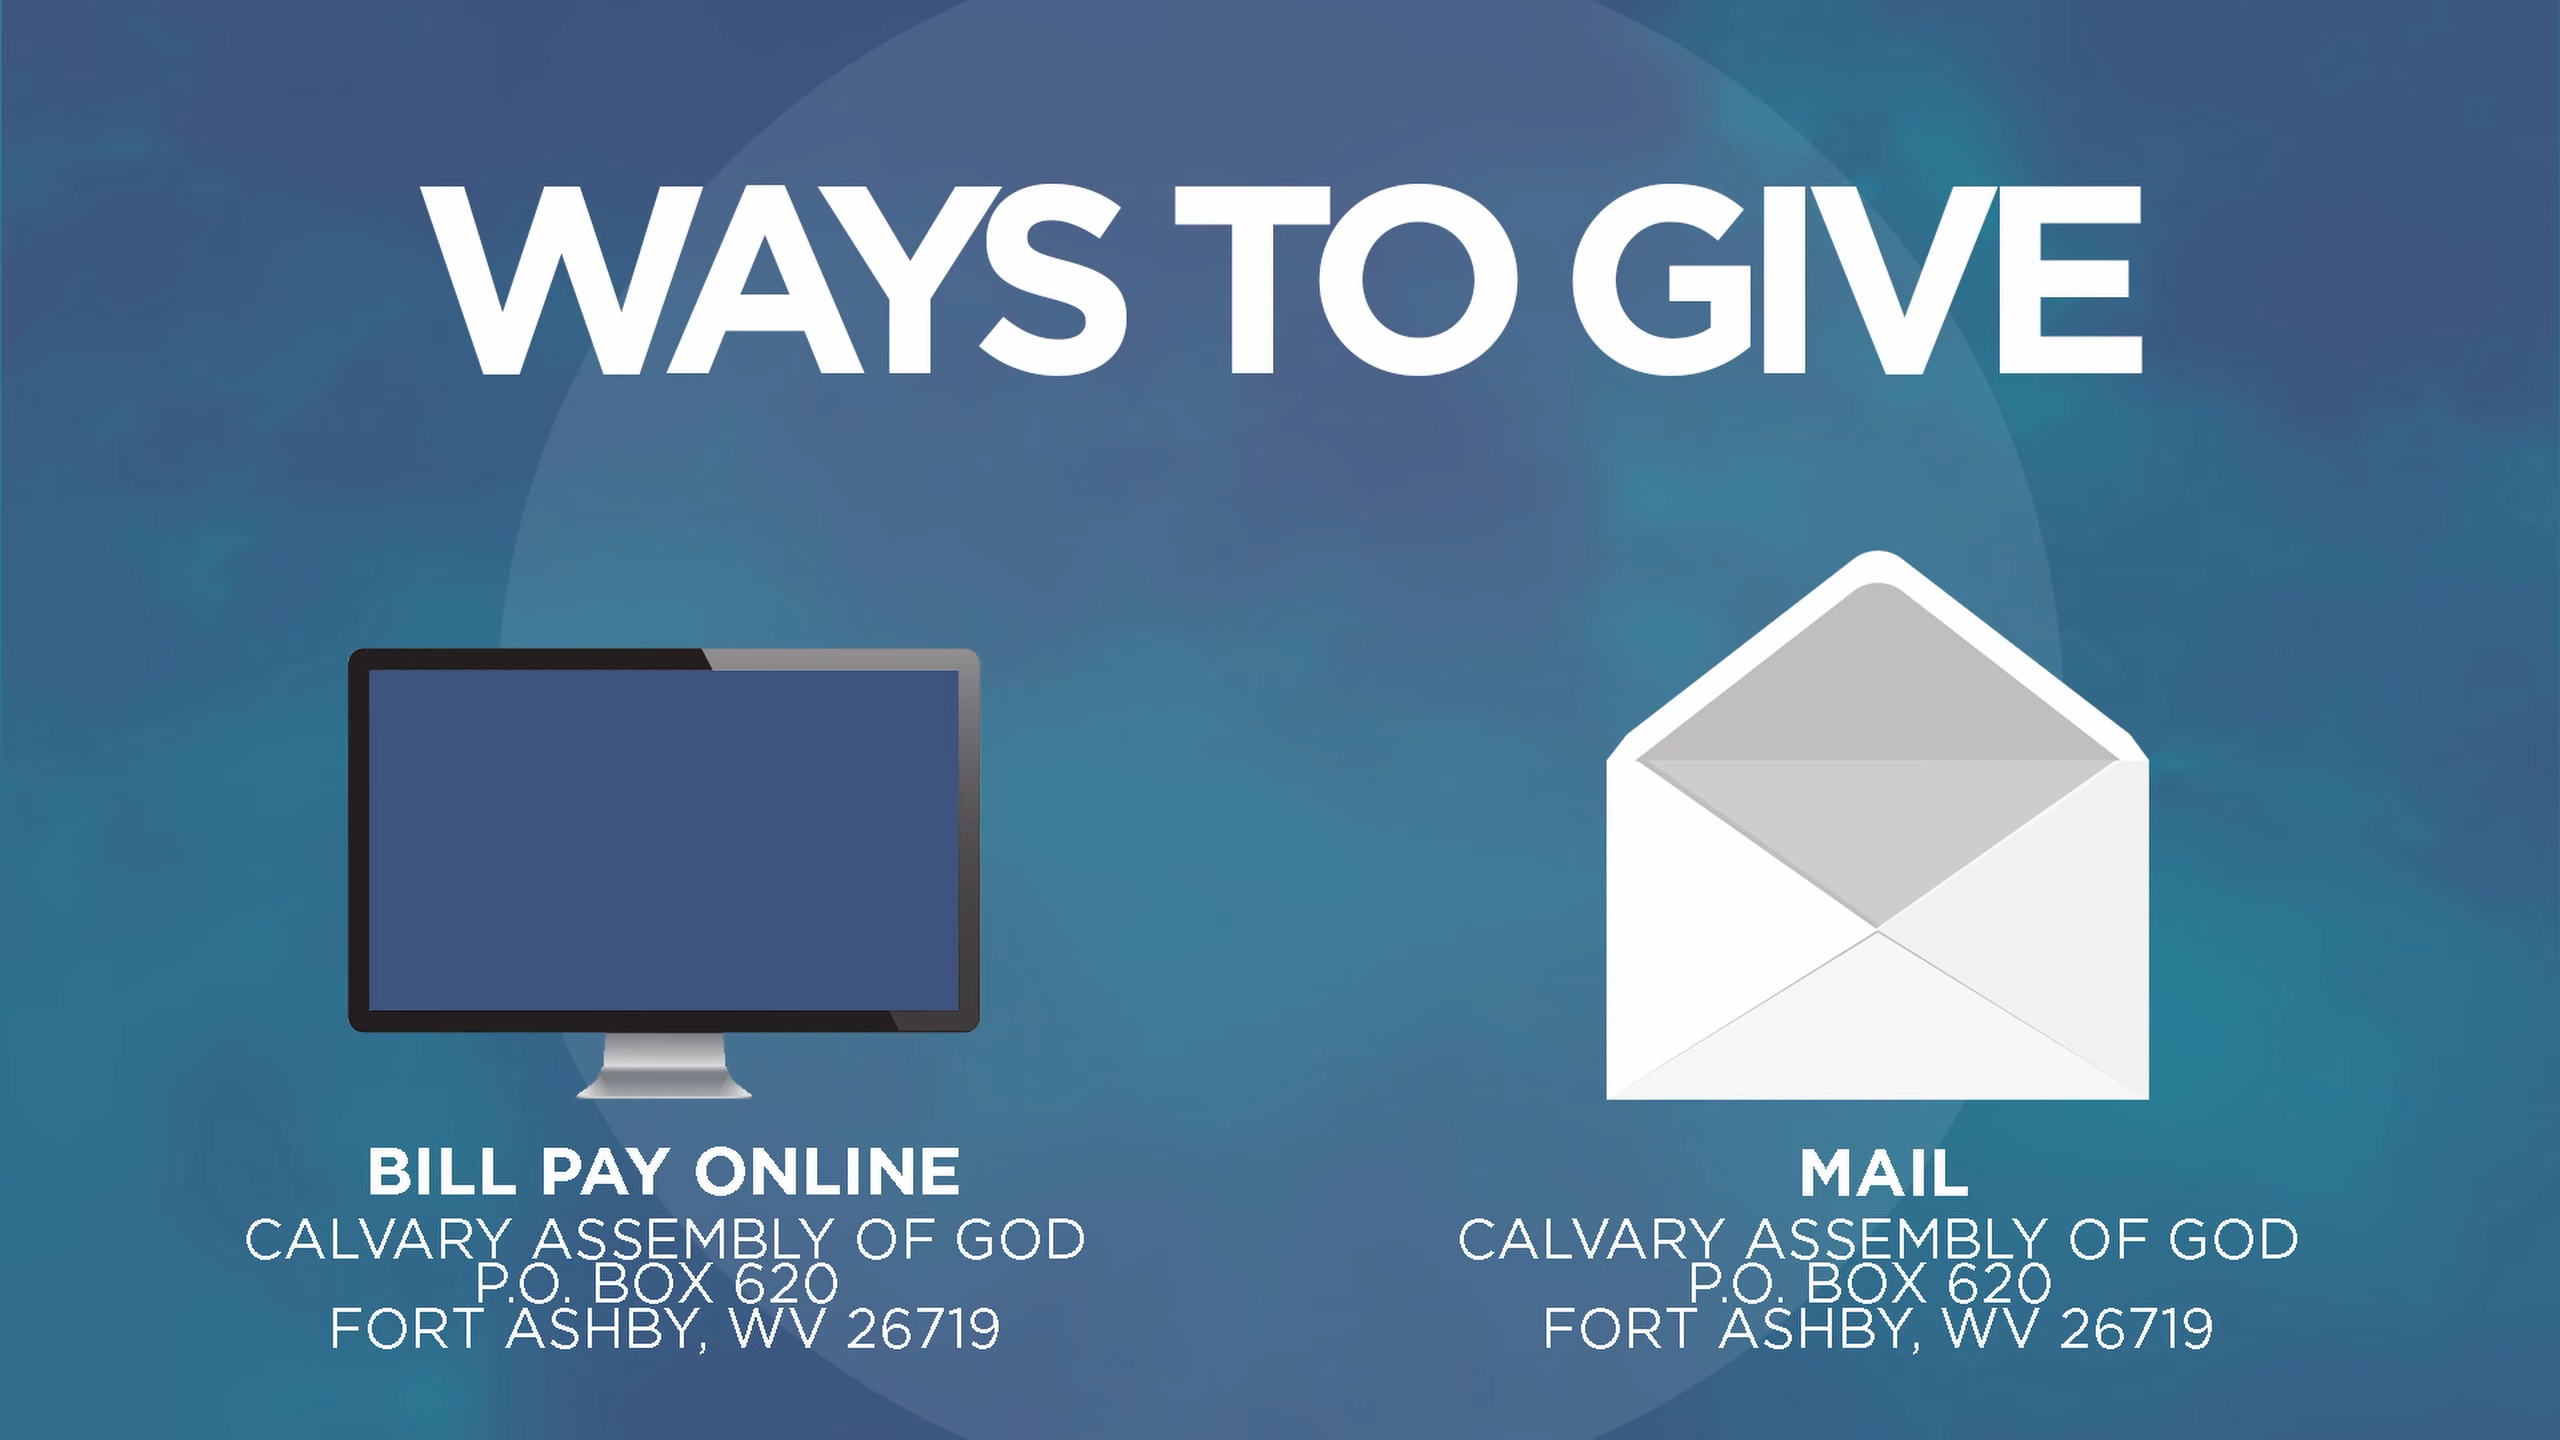 WAYS TO GIVE
BILL PAY ONLINE
CALVARY ASSEMBLY OF GOD
P.O. BOX 620
FORT ASHBY, WV 26719
MAIL
CALVARY ASSEMBLY OF GOD
P.O. BOX 620
FORT ASHBY, WV 26719